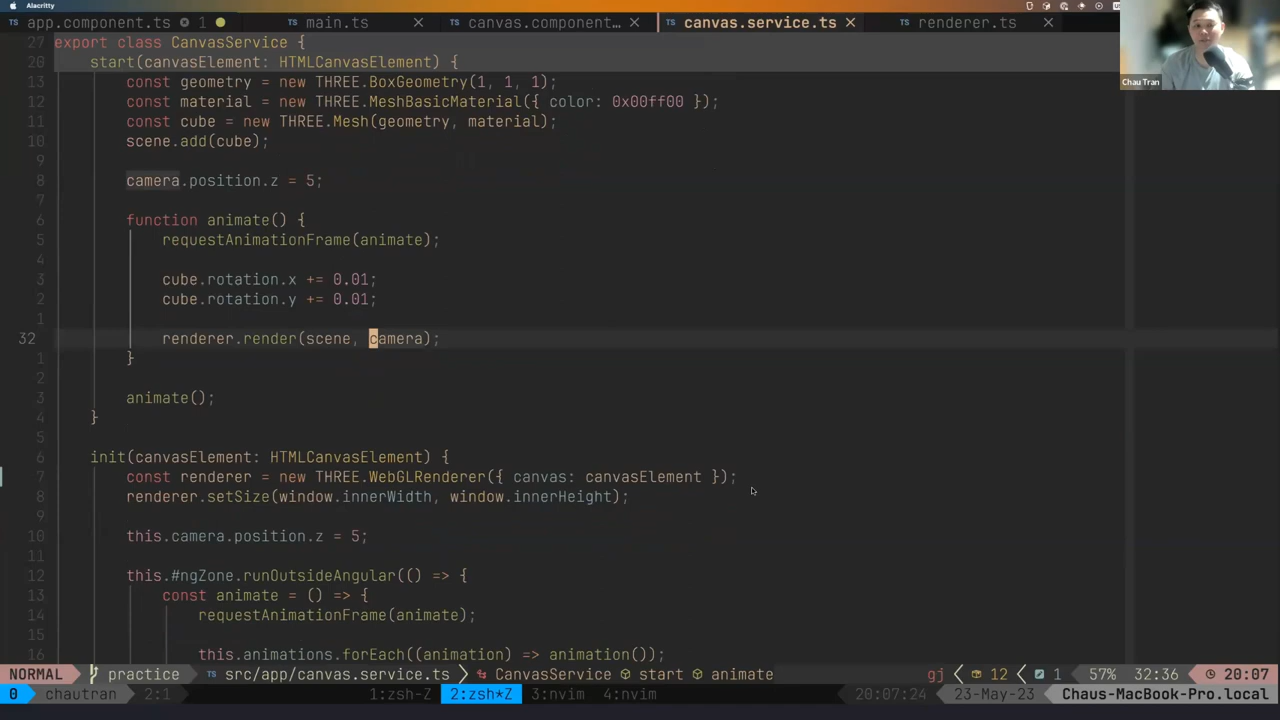 Alacritty
TS app.component.ts 1
TS main.ts ×
TS canvas.component... ×
TS canvas.service.ts ×
TS renderer.ts ×
27 export class CanvasService {
20 start(canvasElement: HTMLCanvasElement) {
13 const geometry = new THREE.BoxGeometry(1, 1, 1);
12 const material = new THREE.MeshBasicMaterial({ color: 0x00ff00 });
11 const cube = new THREE.Mesh(geometry, material);
10 scene.add(cube);
9
8 camera.position.z = 5;
7
6 function animate() {
5 requestAnimationFrame(animate);
4
3 cube.rotation.x += 0.01;
2 cube.rotation.y += 0.01;
1
32 renderer.render(scene, camera);
1 }
2
3 animate();
4 }
5
6 init(canvasElement: HTMLCanvasElement) {
7 const renderer = new THREE.WebGLRenderer({ canvas: canvasElement });
8 renderer.setSize(window.innerWidth, window.innerHeight);
9
10 this.camera.position.z = 5;
11
12 this.#ngZone.runOutsideAngular(() => {
13 const animate = () => {
14 requestAnimationFrame(animate);
15
16 this.animations.forEach((animation) => animation());
NORMAL practice src/app/canvas.service.ts CanvasService start animate gj 12 1 57% 32:36 20:07
0 chautran 2:1 1:zsh-Z 2:zsh*Z 3:nvim 4:nvim 20:07:24 23-May-23 Chaus-MacBook-Pro.local
Chau Tran